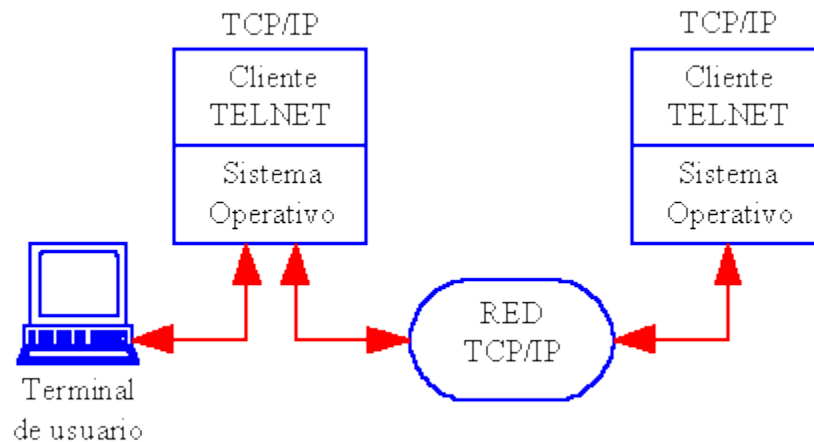 TCP/IP
Cliente
TELNET
Sistema
Operativo
TCP/IP
Cliente
TELNET
Sistema
Operativo
RED
TCP/IP
Terminal
de usuario